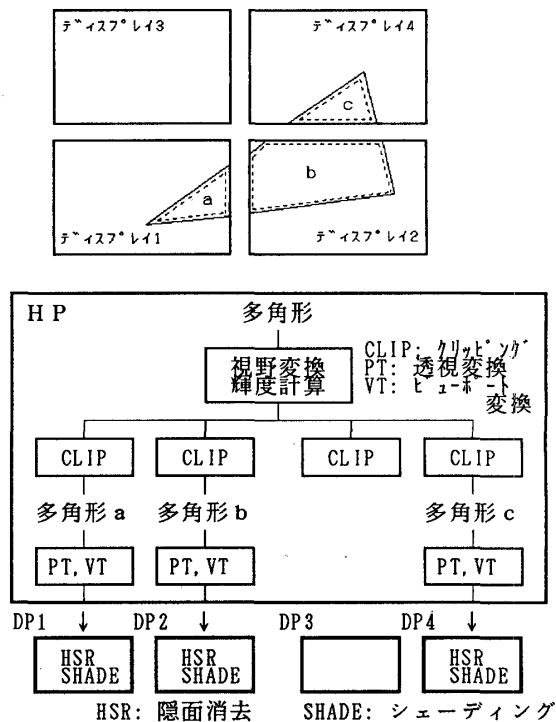 ディスプレイ3
ディスプレイ4
c
a
b
ディスプレイ1
ディスプレイ2
HP
多角形
視野変換
輝度計算
CLIP: クリッピング
PT: 透視変換
VT: ビューポート
変換
CLIP CLIP CLIP CLIP
多角形a 多角形b 多角形c
PT,VT PT,VT PT,VT
DP1 DP2 DP3 DP4
HSR HSR HSR
SHADE SHADE SHADE
HSR: 隠面消去 SHADE: シェーディング